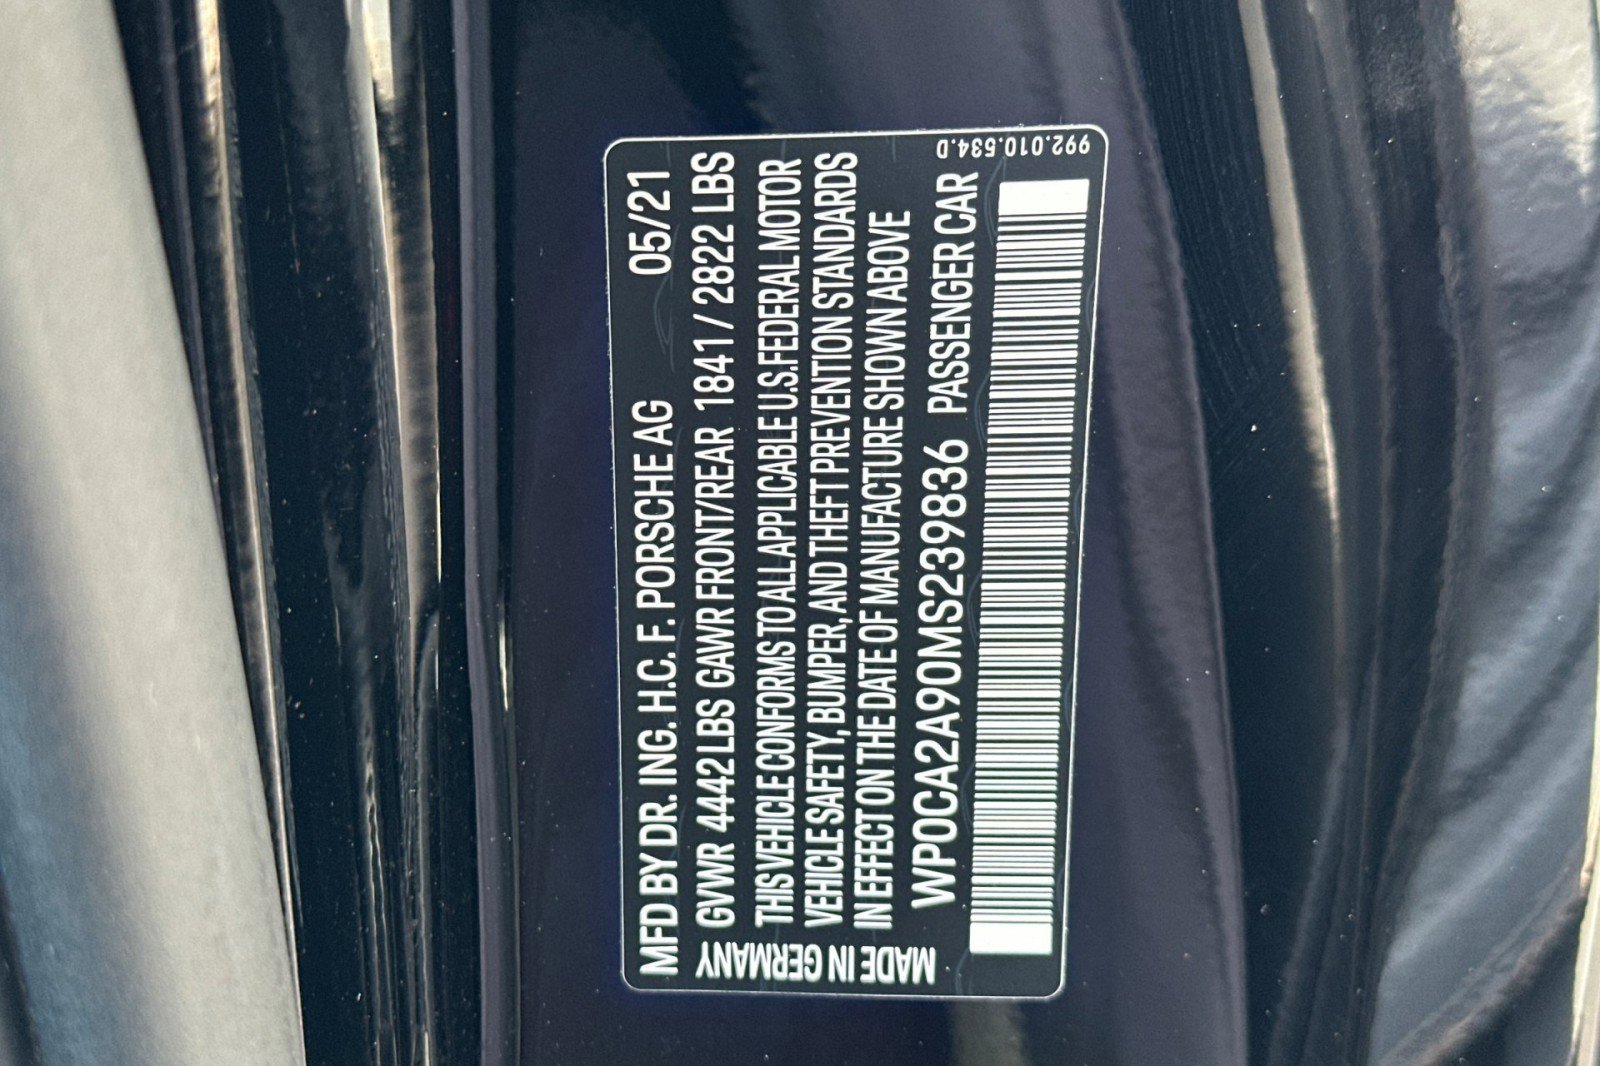 MFD BY DR. ING. H.C. F. PORSCHE AG 05/21
GVWR 4442 LBS GAWR FRONT/REAR 1841 / 2822 LBS
THIS VEHICLE CONFORMS TO ALL APPLICABLE U.S.FEDERAL MOTOR
VEHICLE SAFETY, BUMPER, AND THEFT PREVENTION STANDARDS
IN EFFECT ON THE DATE OF MANUFACTURE SHOWN ABOVE
WP0CA2A90MS239836 PASSENGER CAR
MADE IN GERMANY
992.010.534.D